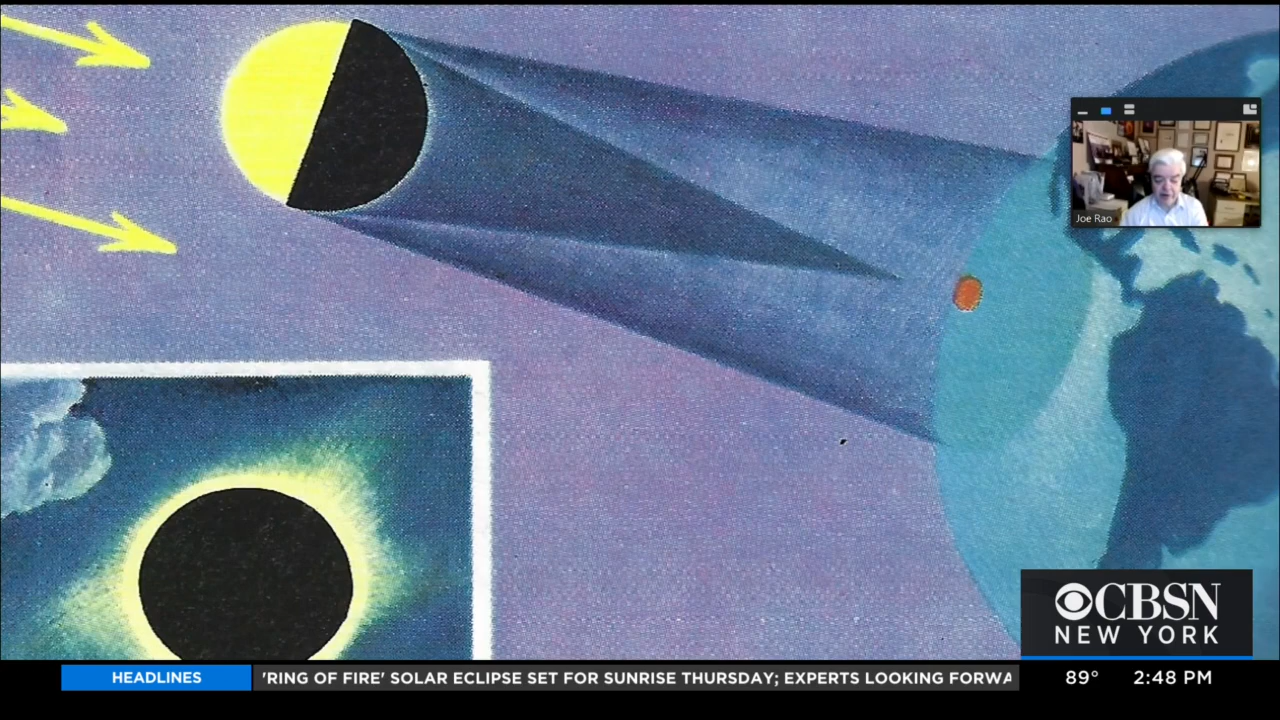 Joe Rao
CBSN
NEW YORK
HEADLINES
'RING OF FIRE' SOLAR ECLIPSE SET FOR SUNRISE THURSDAY; EXPERTS LOOKING FORWA
89° 2:48 PM